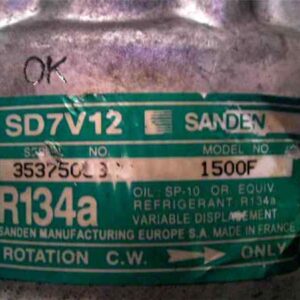 OK
SD7V12 SANDEN
SERIAL NO. MODEL NO.
1500F
R134a
OIL: SP-10 OR EQUIV.
REFRIGERANT R134a
VARIABLE DISPLACEMENT
SANDEN MANUFACTURING EUROPE S.A. MADE IN FRANCE
ROTATION C.W. ONLY